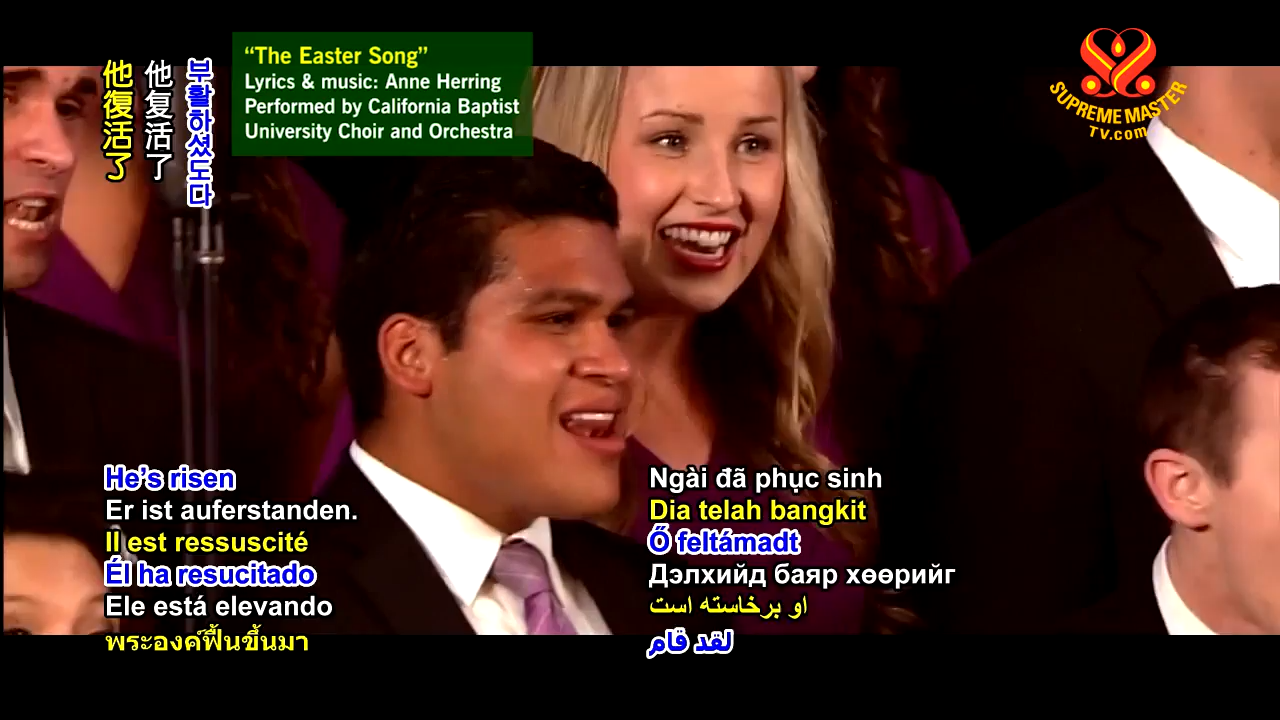 他復活了
他复活了
부활하셨도다
“The Easter Song”
Lyrics & music: Anne Herring
Performed by California Baptist
University Choir and Orchestra
SUPREME MASTER
TV.com
He’s risen
Er ist auferstanden.
Il est ressuscité
Él ha resucitado
Ele está elevando
พระองค์ฟื้นขึ้นมา
Ngài đã phục sinh
Dia telah bangkit
Ő feltámadt
Дэлхийд баяр хөөрийг
او برخاسته است
لقد قام